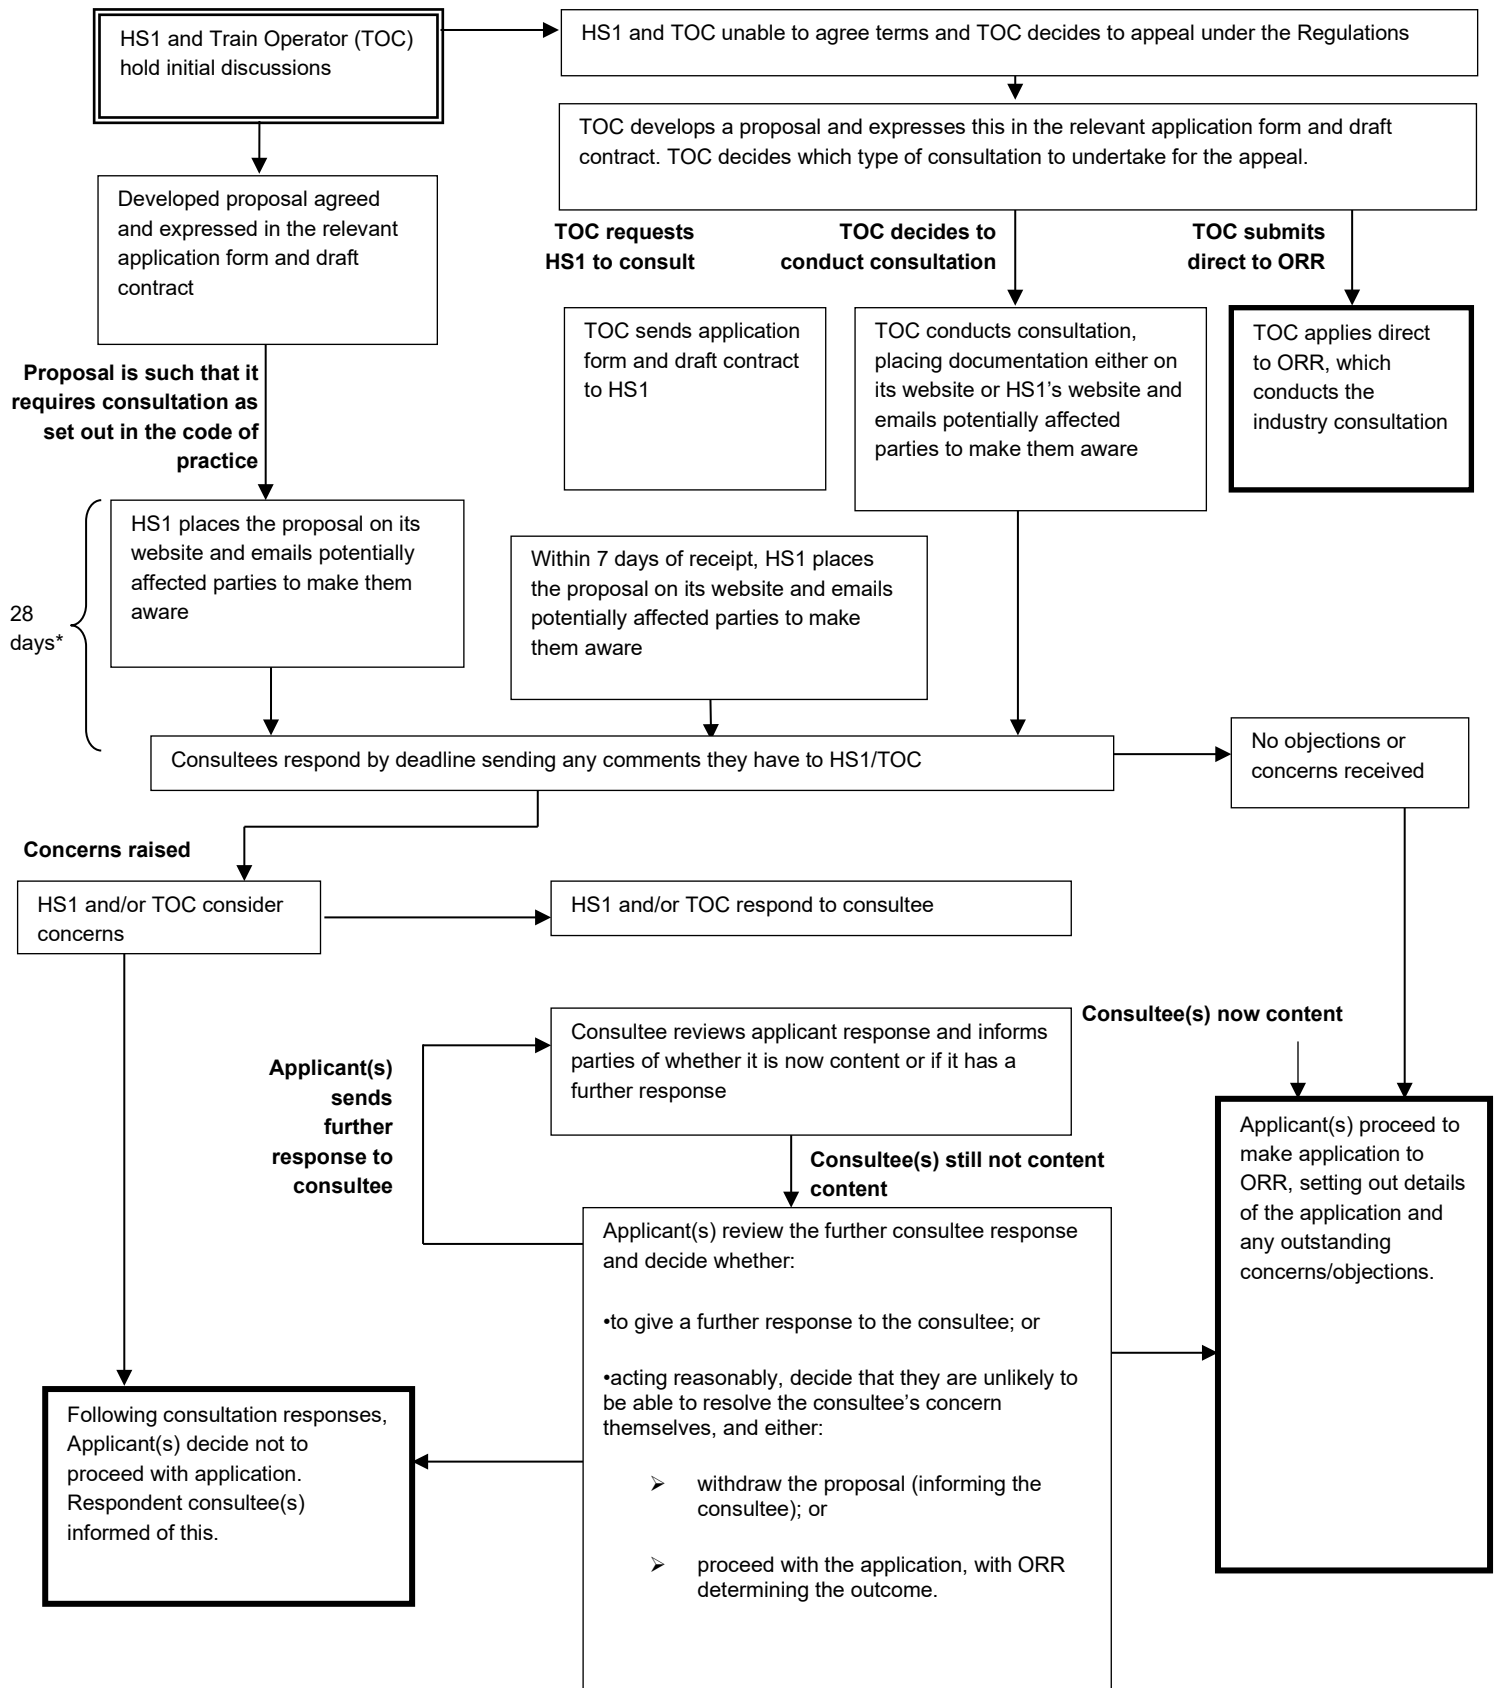 HS1 and Train Operator (TOC)
hold initial discussions
HS1 and TOC unable to agree terms and TOC decides to appeal under the Regulations
TOC develops a proposal and expresses this in the relevant application form and draft
contract. TOC decides which type of consultation to undertake for the appeal.
Developed proposal agreed
and expressed in the relevant
application form and draft
contract
TOC requests
HS1 to consult
TOC decides to
conduct consultation
TOC submits
direct to ORR
TOC sends application
form and draft contract
to HS1
TOC conducts consultation,
placing documentation either on
its website or HS1’s website and
emails potentially affected
parties to make them aware
TOC applies direct
to ORR, which
conducts the
industry consultation
Proposal is such that it
requires consultation as
set out in the code of
practice
28
days*
HS1 places the proposal on its
website and emails potentially
affected parties to make them
aware
Within 7 days of receipt, HS1 places
the proposal on its website and emails
potentially affected parties to make
them aware
Consultees respond by deadline sending any comments they have to HS1/TOC
No objections or
concerns received
Concerns raised
HS1 and/or TOC consider
concerns
HS1 and/or TOC respond to consultee
Consultee(s) now content
Consultee reviews applicant response and informs
parties of whether it is now content or if it has a
further response
Applicant(s)
sends
further
response to
consultee
Consultee(s) still not content
content
Applicant(s) review the further consultee response
and decide whether:
•to give a further response to the consultee; or
•acting reasonably, decide that they are unlikely to
be able to resolve the consultee’s concern
themselves, and either:
➢ withdraw the proposal (informing the
consultee); or
➢ proceed with the application, with ORR
determining the outcome.
Applicant(s) proceed to
make application to
ORR, setting out details
of the application and
any outstanding
concerns/objections.
Following consultation responses,
Applicant(s) decide not to
proceed with application.
Respondent consultee(s)
informed of this.